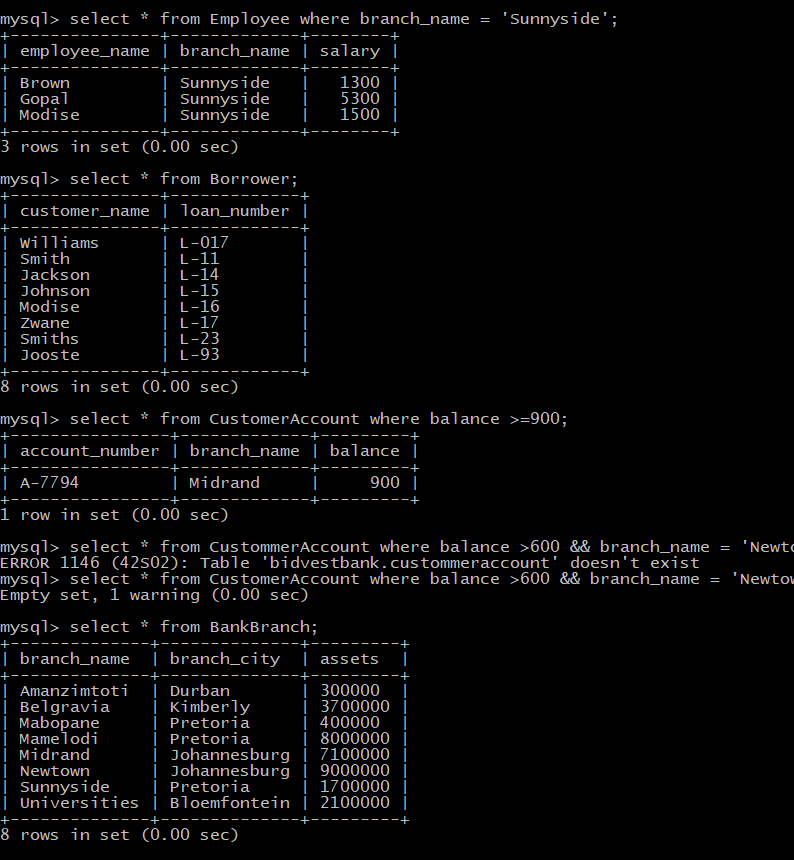 mysql> select * from Employee where branch_name = 'Sunnyside';
+---------------+-------------+--------+
| employee_name | branch_name | salary |
+---------------+-------------+--------+
| Brown         | Sunnyside   |   1300 |
| Gopal         | Sunnyside   |   5300 |
| Modise        | Sunnyside   |   1500 |
+---------------+-------------+--------+
3 rows in set (0.00 sec)
mysql> select * from Borrower;
+---------------+-------------+
| customer_name | loan_number |
+---------------+-------------+
| Williams      | L-017       |
| Smith         | L-11        |
| Jackson       | L-14        |
| Johnson       | L-15        |
| Modise        | L-16        |
| Zwane         | L-17        |
| Smiths        | L-23        |
| Jooste        | L-93        |
+---------------+-------------+
8 rows in set (0.00 sec)
mysql> select * from CustomerAccount where balance >=900;
+----------------+-------------+---------+
| account_number | branch_name | balance |
+----------------+-------------+---------+
| A-7794         | Midrand     |     900 |
+----------------+-------------+---------+
1 row in set (0.00 sec)
mysql> select * from CustommerAccount where balance >600 && branch_name = 'Newto
ERROR 1146 (42S02): Table 'bidvestbank.custommeraccount' doesn't exist
mysql> select * from CustomerAccount where balance >600 && branch_name = 'Newtow
Empty set, 1 warning (0.00 sec)
mysql> select * from BankBranch;
+--------------+--------------+---------+
| branch_name  | branch_city  | assets  |
+--------------+--------------+---------+
| Amanzimtoti  | Durban       | 300000  |
| Belgravia    | Kimberly     | 3700000 |
| Mabopane     | Pretoria     | 400000  |
| Mamelodi     | Pretoria     | 8000000 |
| Midrand      | Johannesburg | 7100000 |
| Newtown      | Johannesburg | 9000000 |
| Sunnyside    | Pretoria     | 1700000 |
| Universities | Bloemfontein | 2100000 |
+--------------+--------------+---------+
8 rows in set (0.00 sec)